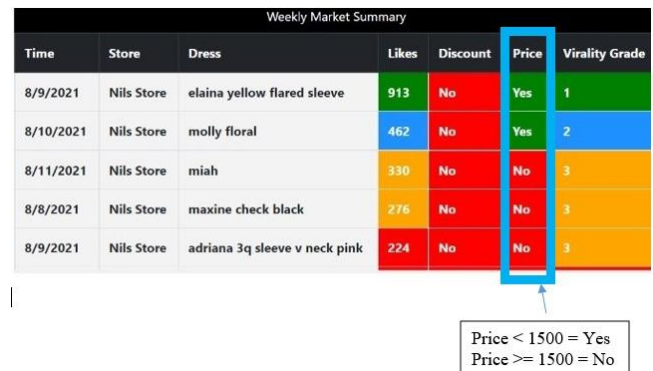 Weekly Market Summary
Time Store Dress Likes Discount Price Virality Grade
8/9/2021 Nils Store elaina yellow flared sleeve 913 No Yes 1
8/10/2021 Nils Store molly floral 462 No Yes 2
8/11/2021 Nils Store miah 330 No No 3
8/8/2021 Nils Store maxine check black 276 No No 3
8/9/2021 Nils Store adriana 3q sleeve v neck pink 224 No No 3
Price < 1500 = Yes
Price >= 1500 = No